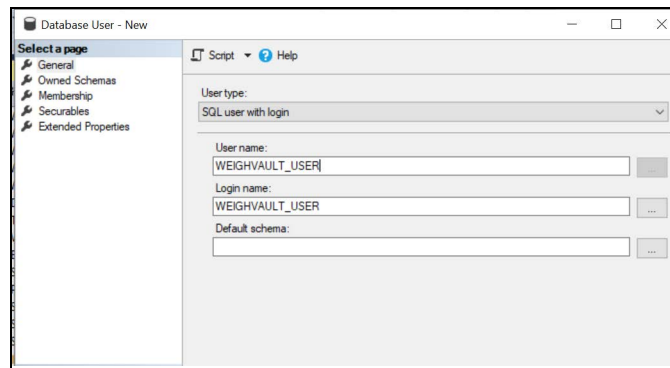 Database User - New
Select a page
General
Owned Schemas
Membership
Securables
Extended Properties
Script
Help
User type:
SQL user with login
User name:
WEIGHVAULT_USER
...
Login name:
WEIGHVAULT_USER
...
Default schema:
...